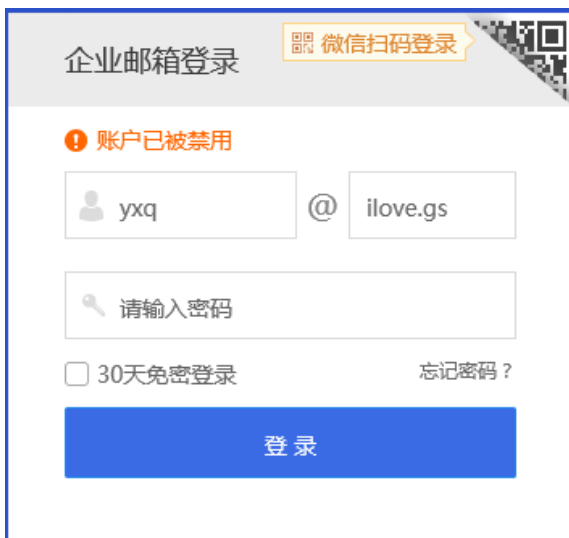 企业邮箱登录
微信扫码登录
账户已被禁用
yxq @ ilove.gs
请输入密码
30天免密登录 忘记密码?
登录